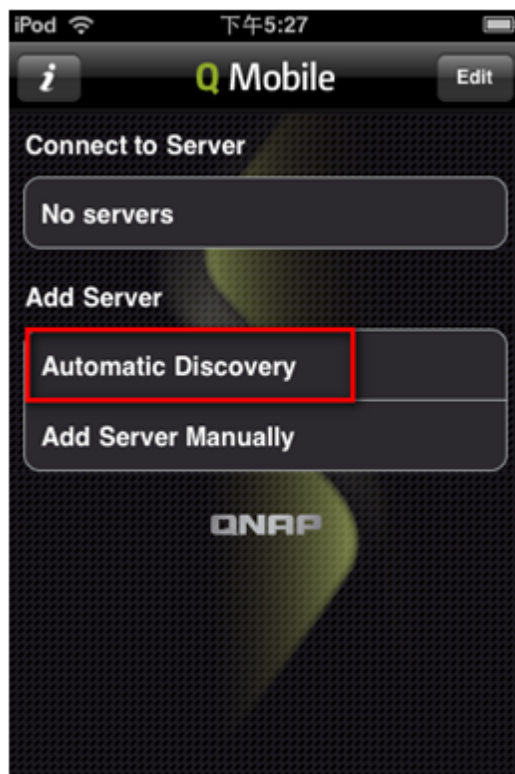 iPod 下午5:27
i Q Mobile Edit
Connect to Server
No servers
Add Server
Automatic Discovery
Add Server Manually
QNAP